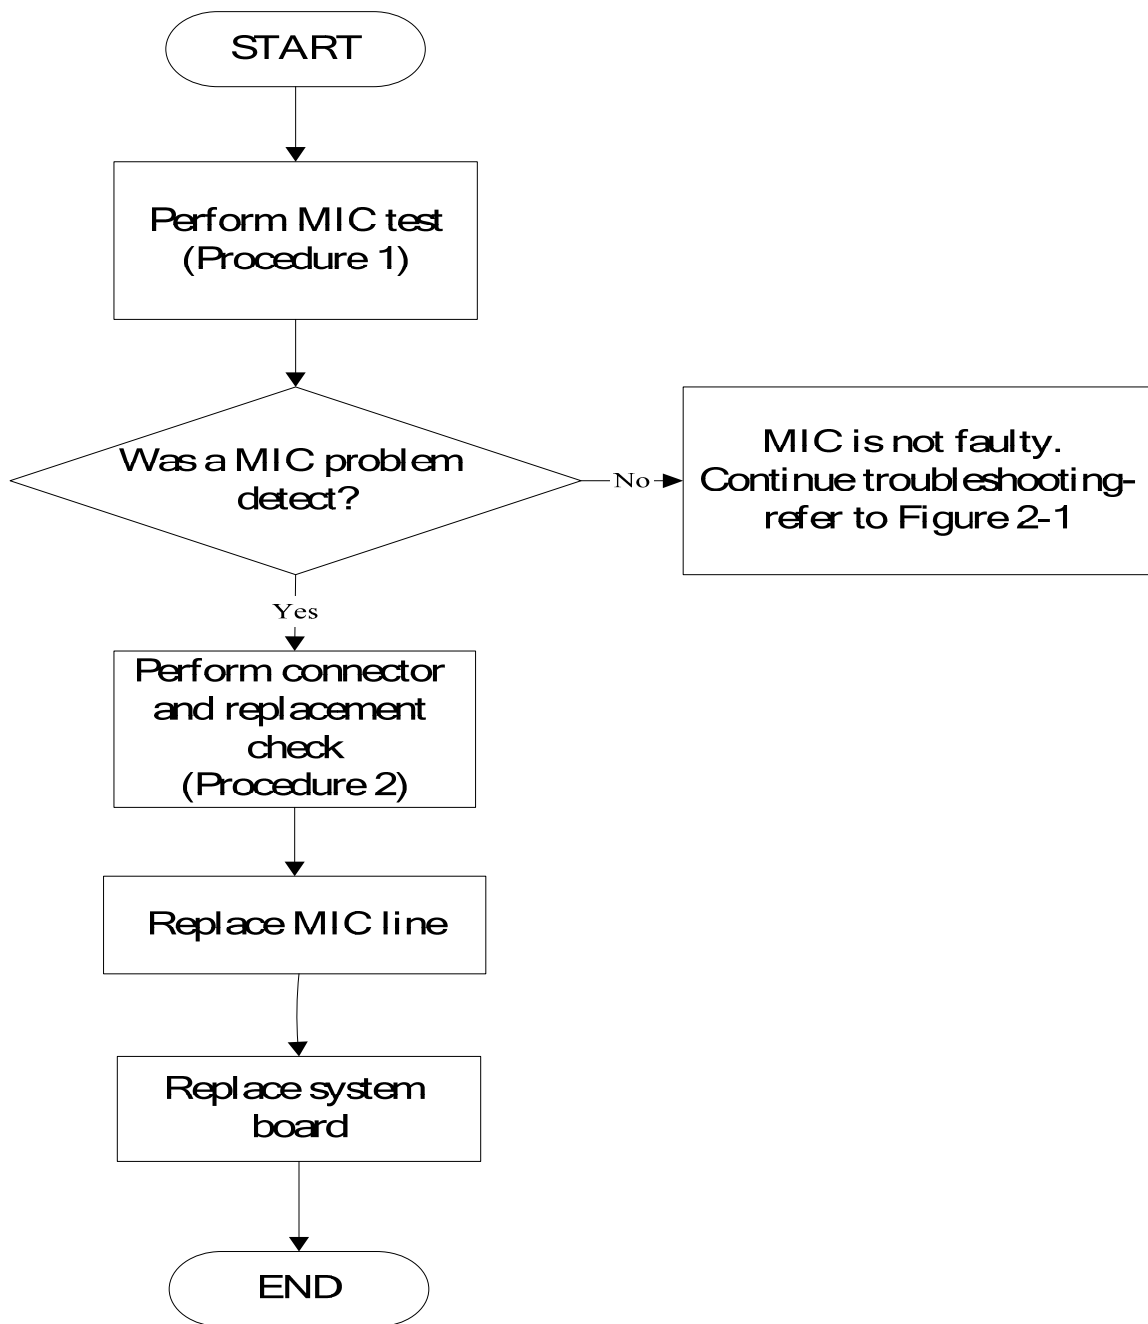 START
Perform MIC test
(Procedure 1)
Was a MIC problem
detect?
No
MIC is not faulty.
Continue troubleshooting-
refer to Figure 2-1
Yes
Perform connector
and replacement
check
(Procedure 2)
Replace MIC line
Replace system
board
END